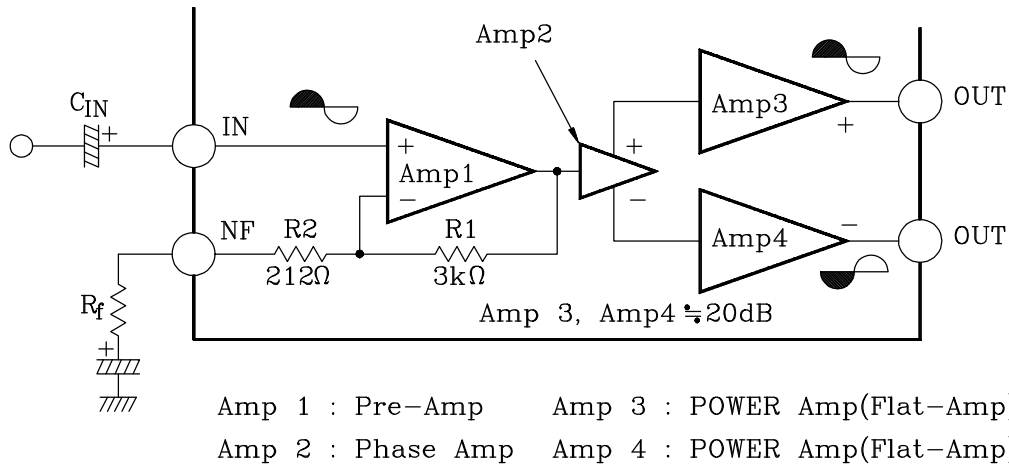 Amp2
C_IN
+
IN
+
Amp1
−
+
−
Amp3
+
OUT
NF
R2
212Ω
R1
3kΩ
Amp4
−
OUT
R_f
+
Amp 3, Amp4≒20dB
Amp 1 : Pre−Amp Amp 3 : POWER Amp(Flat−Amp)
Amp 2 : Phase Amp Amp 4 : POWER Amp(Flat−Amp)